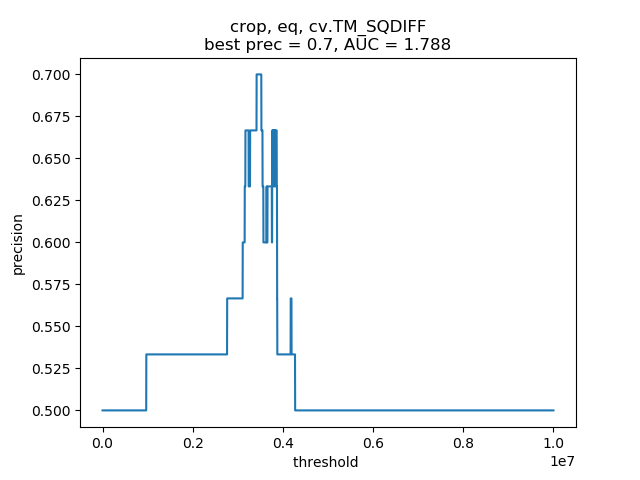 crop, eq, cv.TM_SQDIFF
best prec = 0.7, AUC = 1.788
0.700
0.675
0.650
0.625
0.600
0.575
0.550
0.525
0.500
precision
0.0 0.2 0.4 0.6 0.8 1.0
1e7
threshold